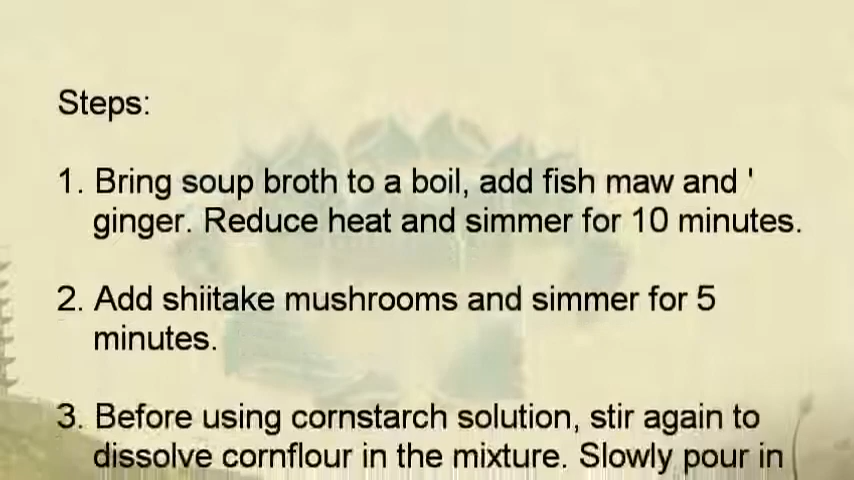 Steps:
1. Bring soup broth to a boil, add fish maw and '
ginger. Reduce heat and simmer for 10 minutes.
2. Add shiitake mushrooms and simmer for 5
minutes.
3. Before using cornstarch solution, stir again to
dissolve cornflour in the mixture. Slowly pour in